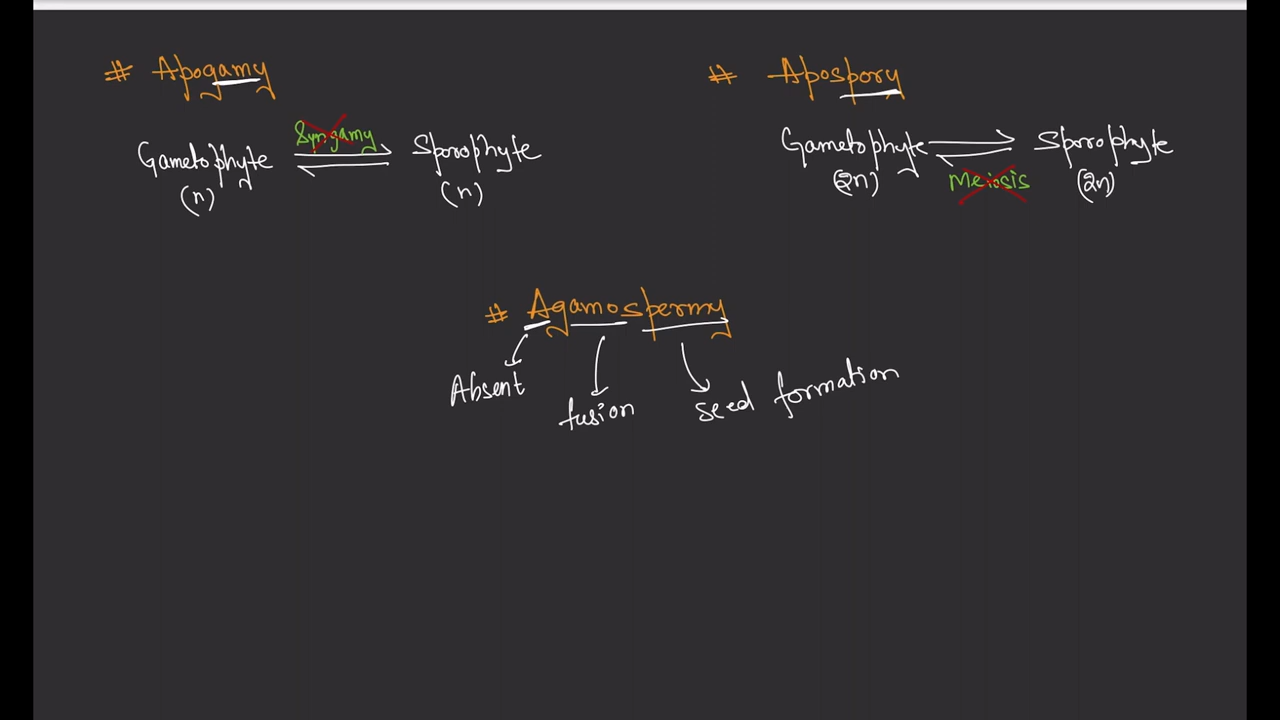 # Apogamy
Syngamy
Gametophyte Sporophyte
(n) (n)
# Apospory
Gametophyte Sporophyte
Meiosis
(2n) (2n)
# Agamospermy
Absent
fusion
seed formation